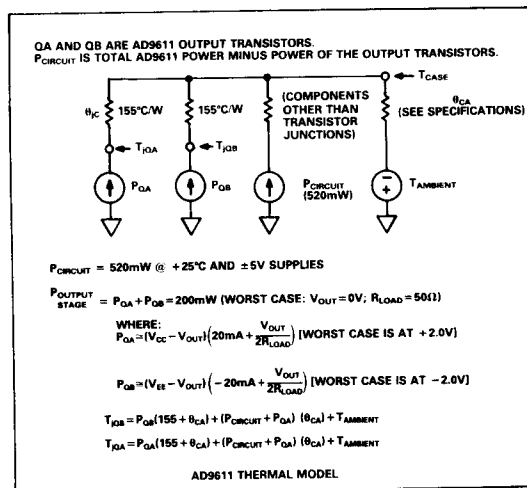 QA AND QB ARE AD9611 OUTPUT TRANSISTORS.
PCIRCUIT IS TOTAL AD9611 POWER MINUS POWER OF THE OUTPUT TRANSISTORS.
TCASE
θjC 155°C/W 155°C/W
(COMPONENTS
OTHER THAN
TRANSISTOR
JUNCTIONS)
θCA
(SEE SPECIFICATIONS)
TjQA TjQB
PQA PQB PCIRCUIT
(520mW)
TAMBIENT
PCIRCUIT = 520mW @ +25°C AND ±5V SUPPLIES
POUTPUT STAGE = PQA + PQB = 200mW (WORST CASE: VOUT = 0V; RLOAD = 50Ω)
WHERE:
PQA ≃ (VCC − VOUT) (20mA + VOUT/2RLOAD) [WORST CASE IS AT +2.0V]
PQB ≃ (VEE − VOUT) (−20mA + VOUT/2RLOAD) [WORST CASE IS AT −2.0V]
TjQB = PQB(155 + θCA) + (PCIRCUIT + PQA) (θCA) + TAMBIENT
TjQA = PQA(155 + θCA) + (PCIRCUIT + PQA) (θCA) + TAMBIENT
AD9611 THERMAL MODEL